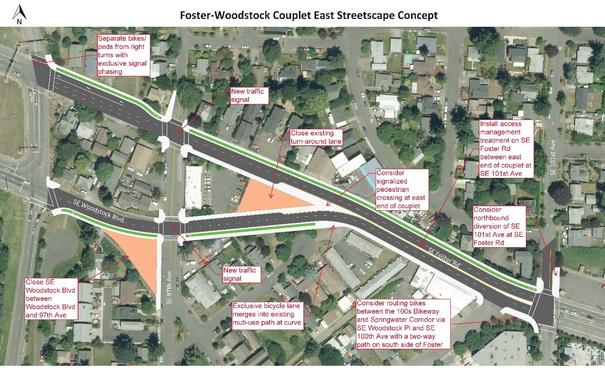 Foster-Woodstock Couplet East Streetscape Concept
N
Separate bikes/
peds from right
turns with
exclusive signal
phasing
New traffic
signal
Close existing
turn-around lane
Install access
management
treatment on SE
Foster Rd
between east
end of couplet at
SE 101st Ave
SE 101st Ave
Consider
signalized
pedestrian
crossing at east
end of couplet
Consider
northbound
diversion of SE
101st Ave at SE
Foster Rd
SE Woodstock Blvd
SE Foster Rd
SE 97th Ave
New traffic
signal
Close SE
Woodstock Blvd
between
Woodstock Blvd
and 97th Ave
Exclusive bicycle lane
merges into existing
muti-use path at curve
Consider routing bikes
between the 100s Bikeway
and Springwater Corridor via
SE Woodstock Pl and SE
100th Ave with a two-way
path on south side of Foster